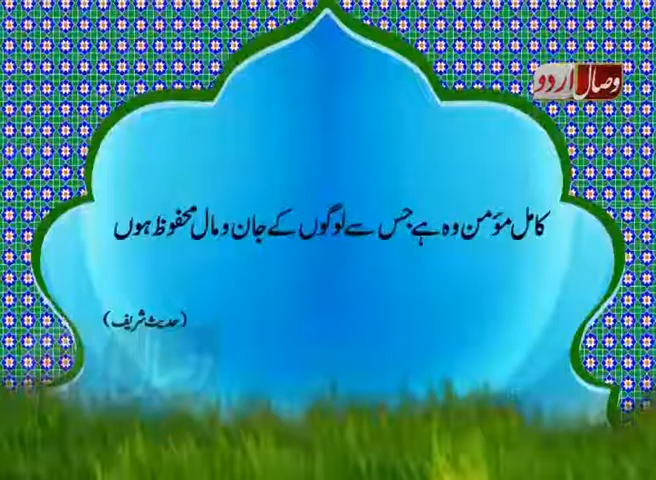 وصال اردو
کامل مؤمن وہ ہے جس سے لوگوں کے جان و مال محفوظ ہوں
(حدیث شریف)